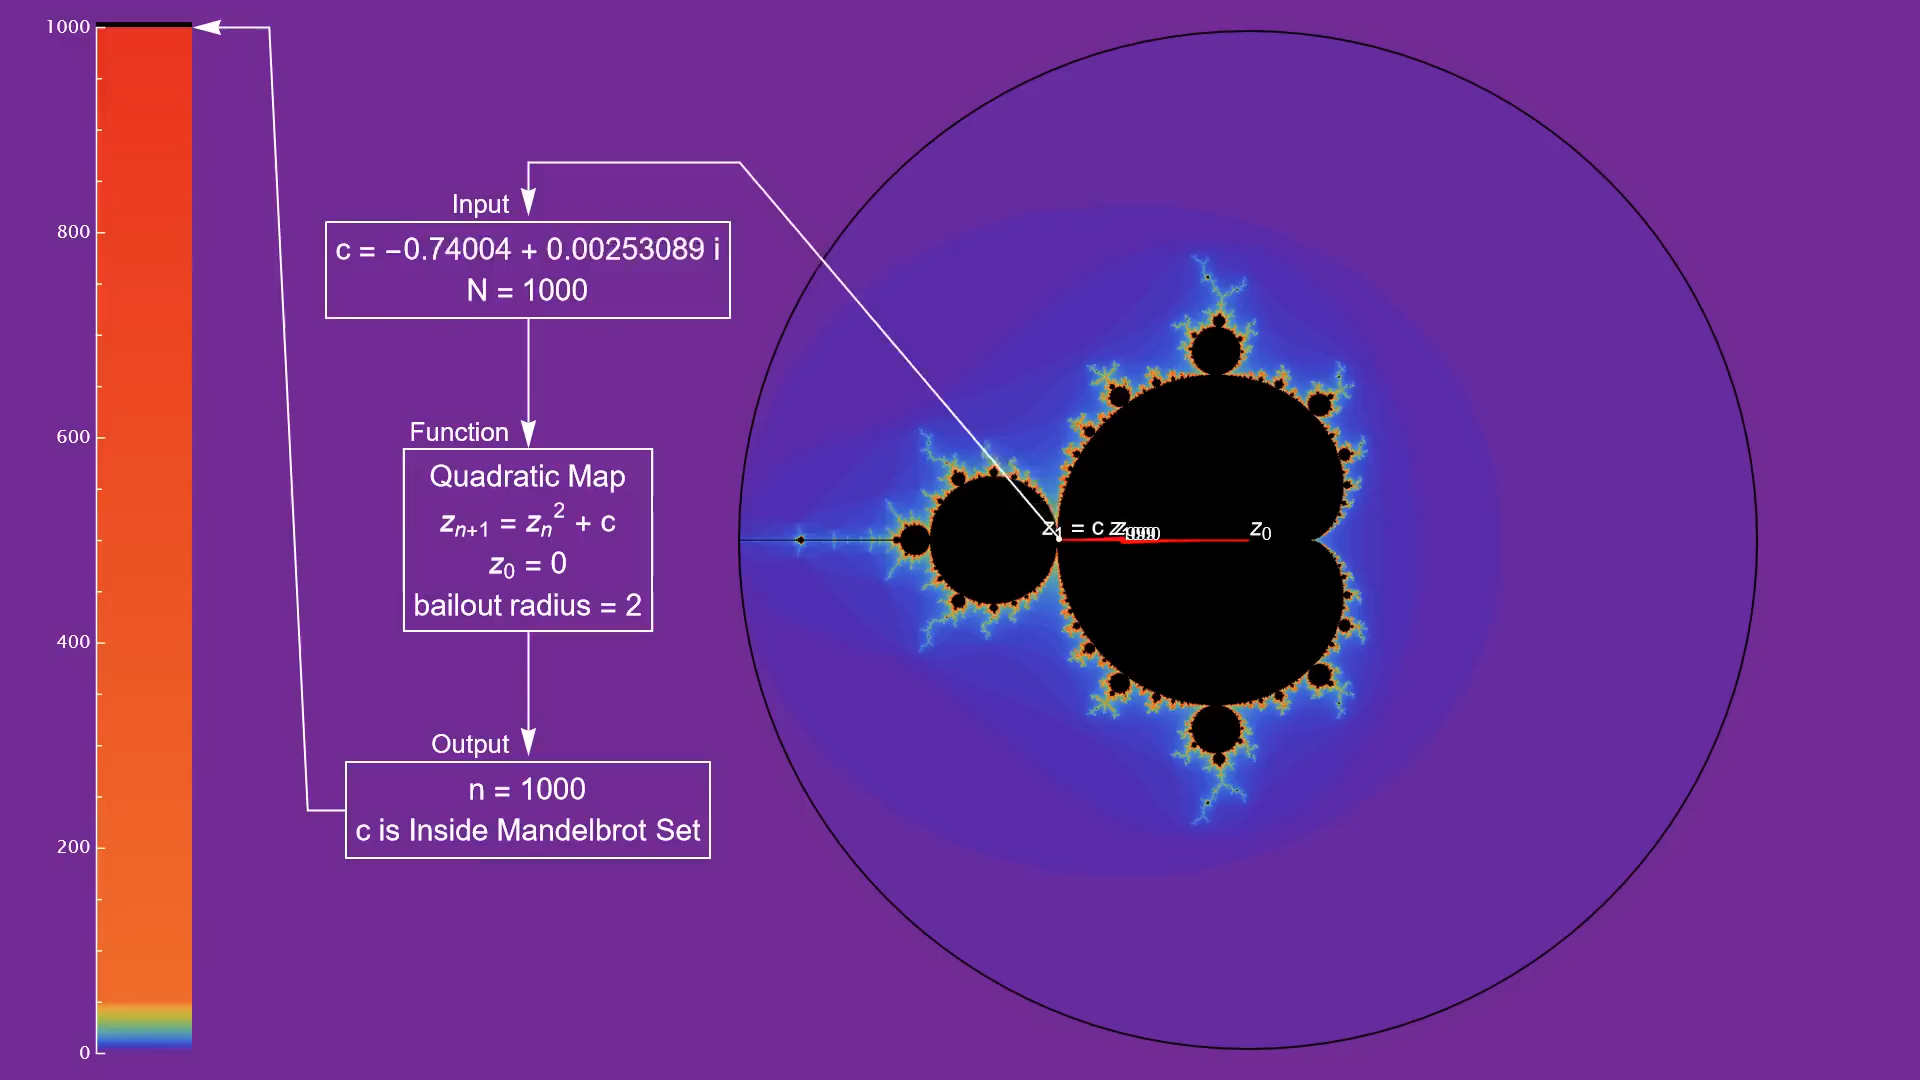 1000
800
600
400
200
0
Input
c = −0.74004 + 0.00253089 i
N = 1000
Function
Quadratic Map
zₙ₊₁ = zₙ² + c
z₀ = 0
bailout radius = 2
Output
n = 1000
c is Inside Mandelbrot Set
z₁ = c
z₀